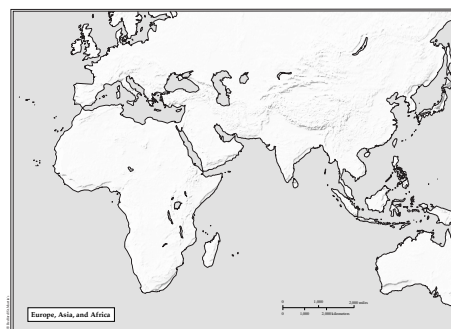 0 1,000 2,000 miles
0 1,000 2,000 kilometers
Europe, Asia, and Africa